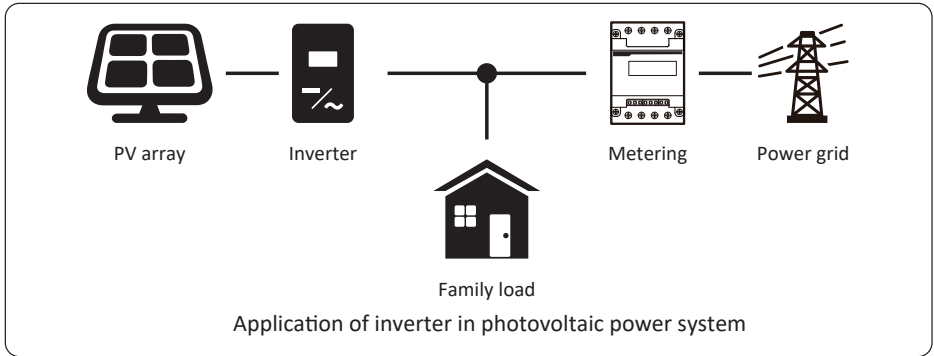 PV array
Inverter
Metering
Power grid
Family load
Application of inverter in photovoltaic power system